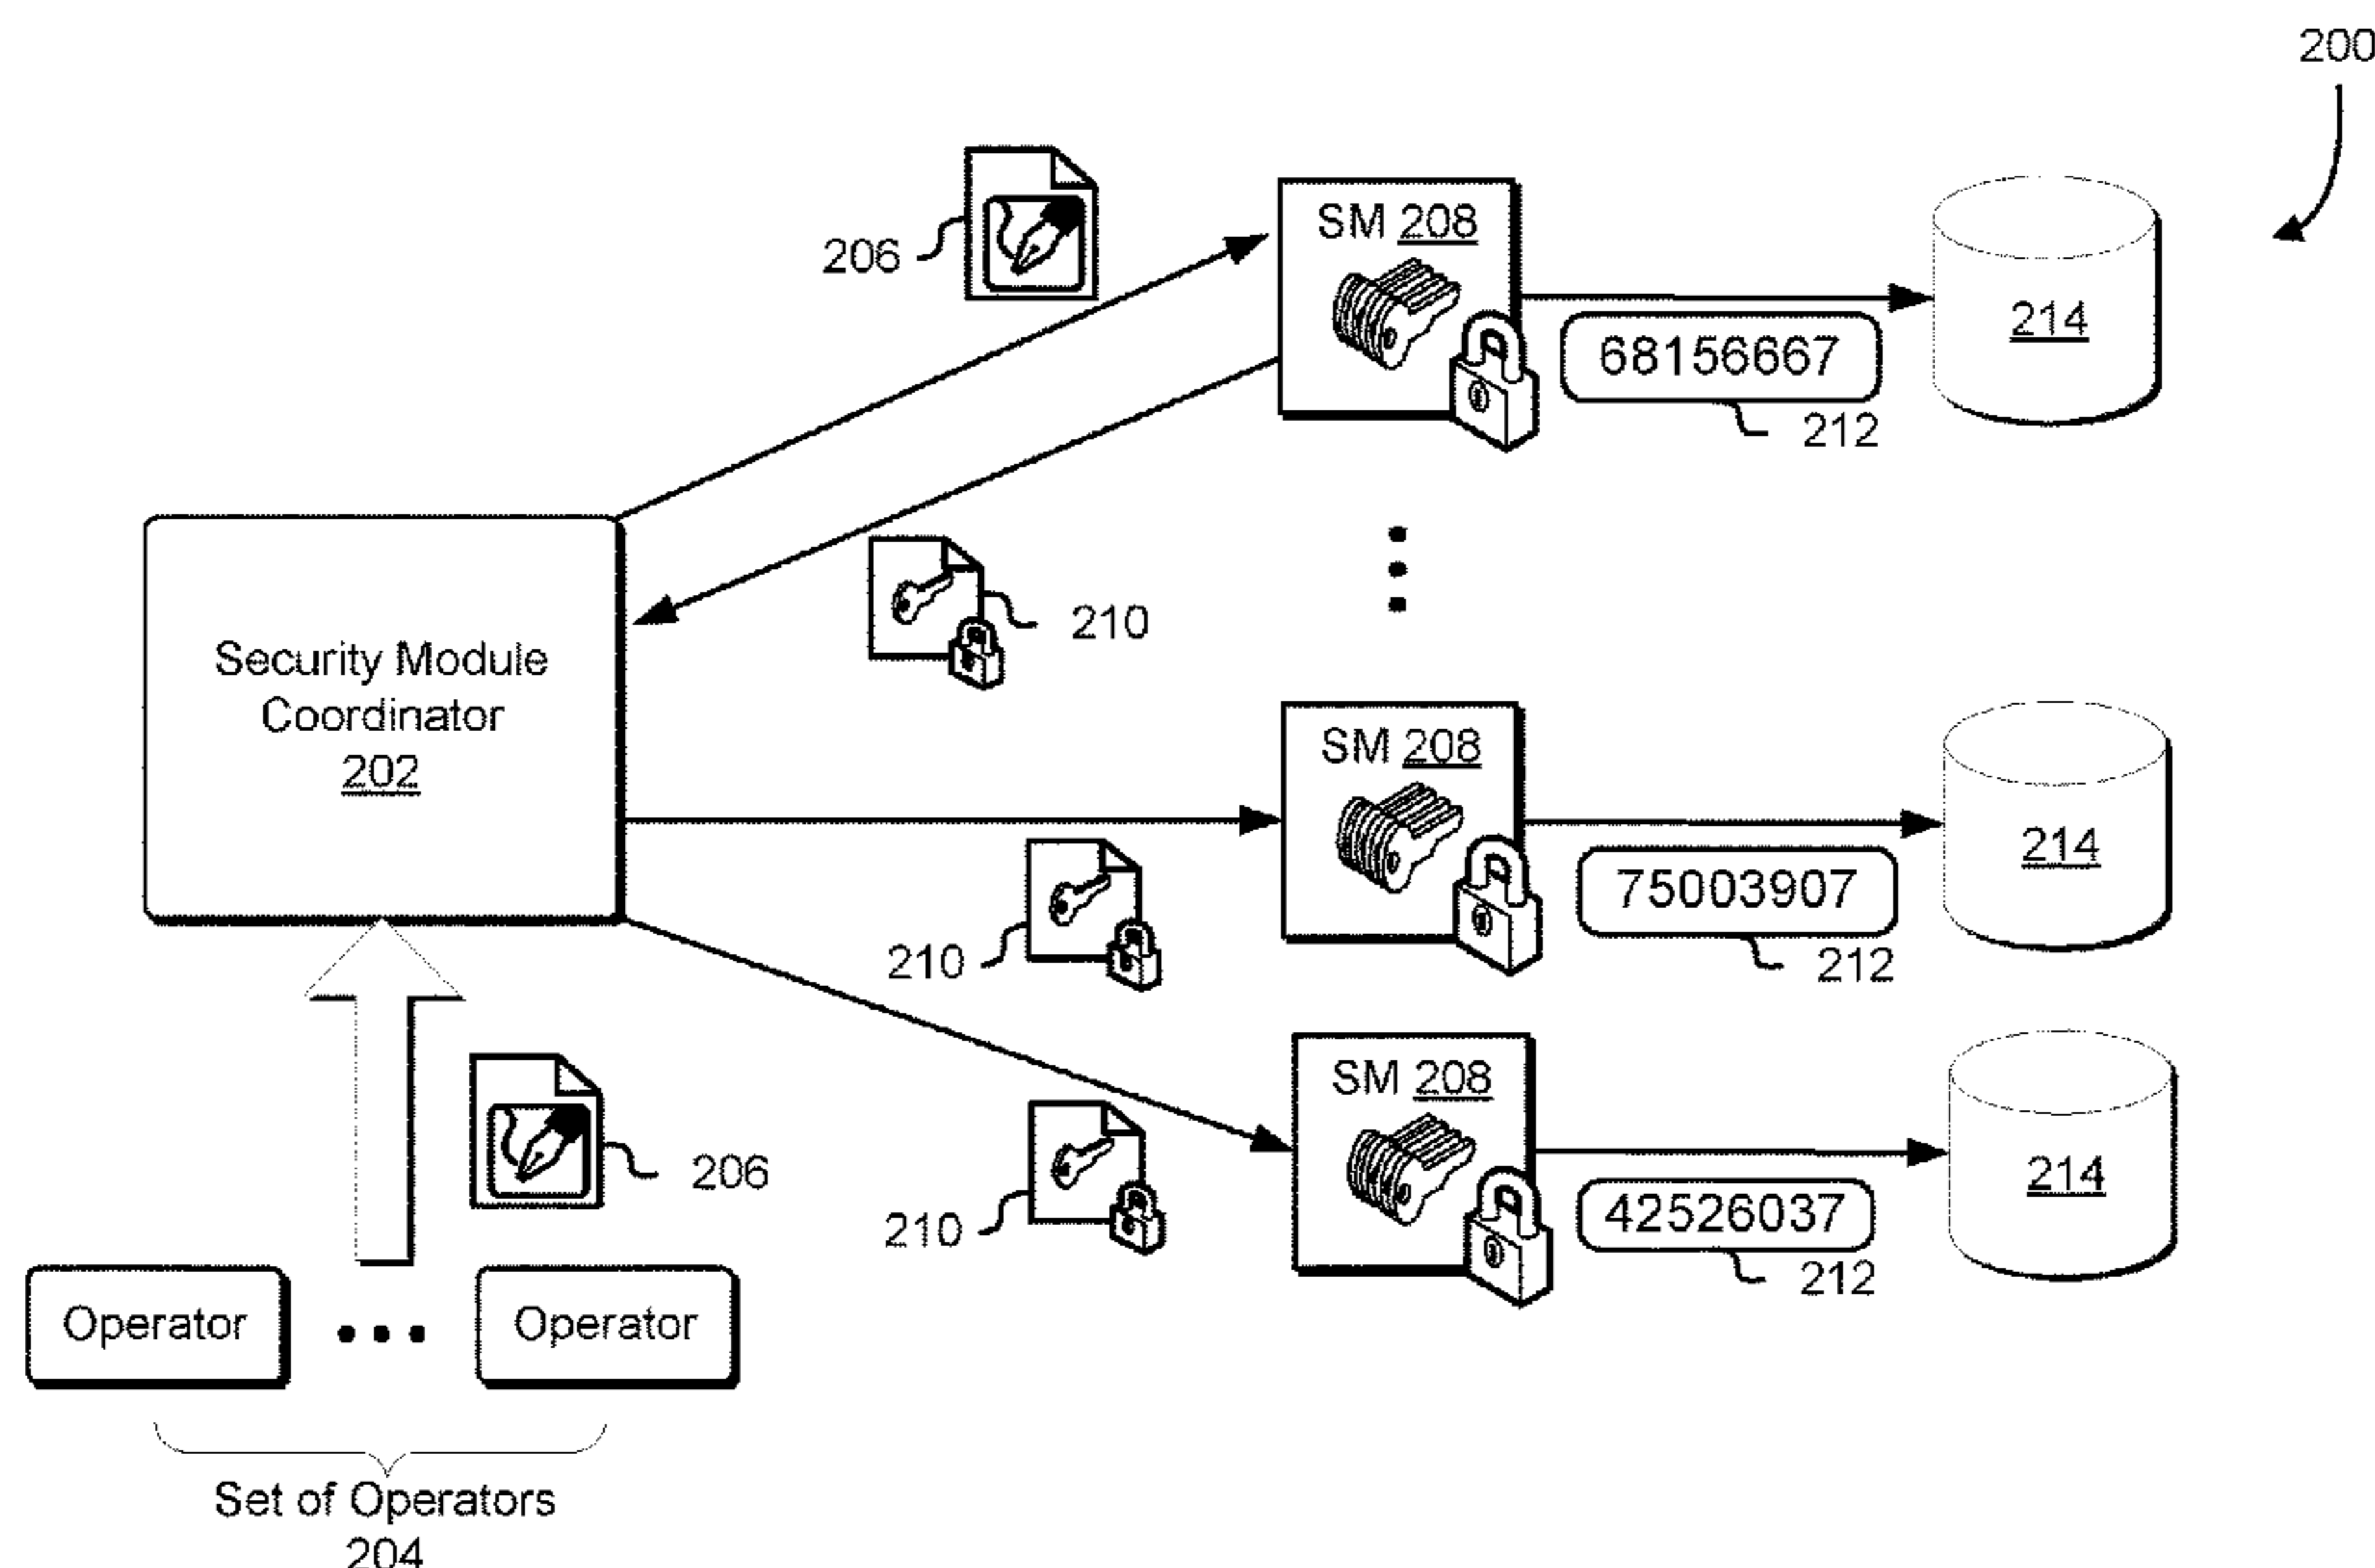 200
206
SM 208
68156667
212
214
210
Security Module
Coordinator
202
SM 208
75003907
212
214
210
206
SM 208
42526037
212
214
210
Operator
Operator
Set of Operators
204